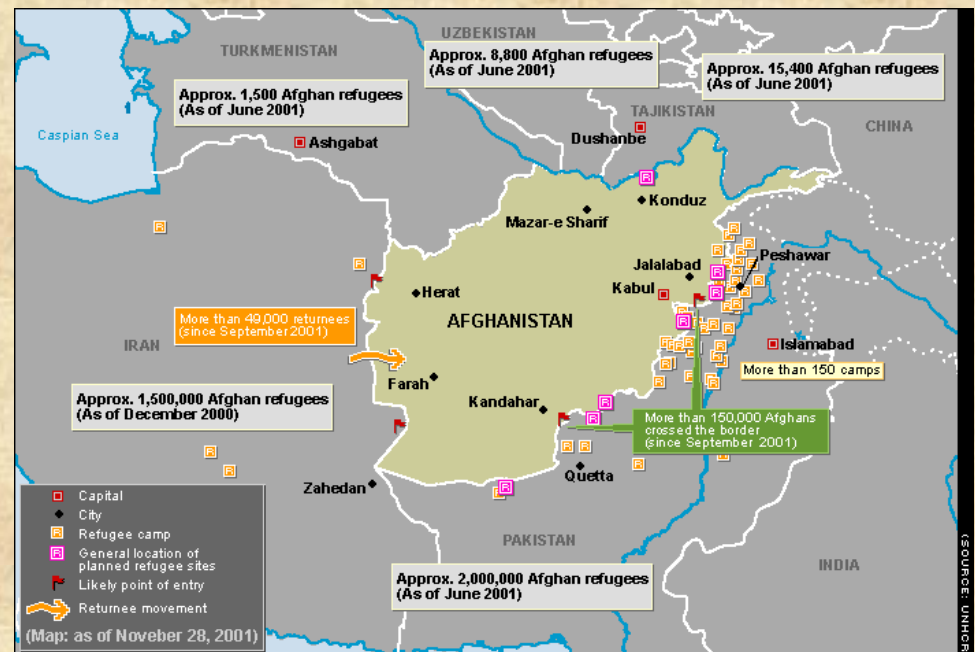 UZBEKISTAN
TURKMENISTAN
Approx. 8,800 Afghan refugees
(As of June 2001)
Approx. 15,400 Afghan refugees
(As of June 2001)
Approx. 1,500 Afghan refugees
(As of June 2001)
TAJIKISTAN
CHINA
Caspian Sea
Ashgabat
Dushanbe
Konduz
Mazar-e Sharif
Peshawar
Jalalabad
Kabul
Herat
AFGHANISTAN
More than 49,000 returnees
(since September 2001)
IRAN
Islamabad
More than 150 camps
Farah
Approx. 1,500,000 Afghan refugees
(As of December 2000)
Kandahar
More than 150,000 Afghans
crossed the border
(since September 2001)
Quetta
Zahedan
PAKISTAN
INDIA
Approx. 2,000,000 Afghan refugees
(As of June 2001)
Capital
City
R Refugee camp
R General location of
planned refugee sites
Likely point of entry
Returnee movement
(Map: as of Noveber 28, 2001)
(SOURCE: UNHCR